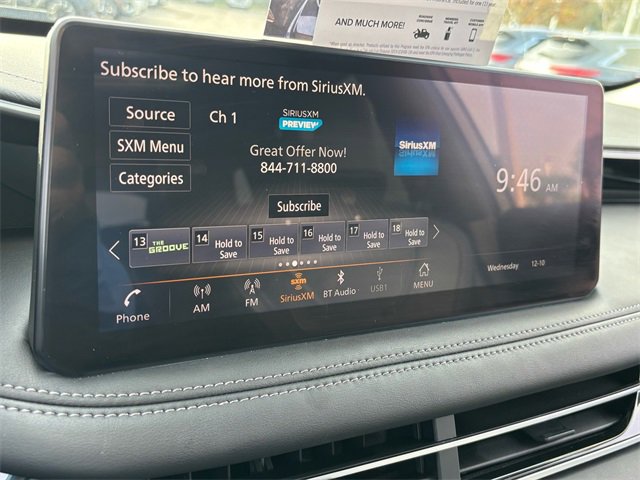 AND MUCH MORE!
Subscribe to hear more from SiriusXM.
Source
Ch 1
SIRIUSXM
PREVIEW
SiriusXM
SXM Menu
Great Offer Now!
844-711-8800
Categories
9:46 AM
Subscribe
13 THE GROOVE
14 Hold to Save
15 Hold to Save
16 Hold to Save
17 Hold to Save
18 Hold to Save
Wednesday 12-10
Phone
AM
FM
sxm
SiriusXM
BT Audio
USB1
MENU